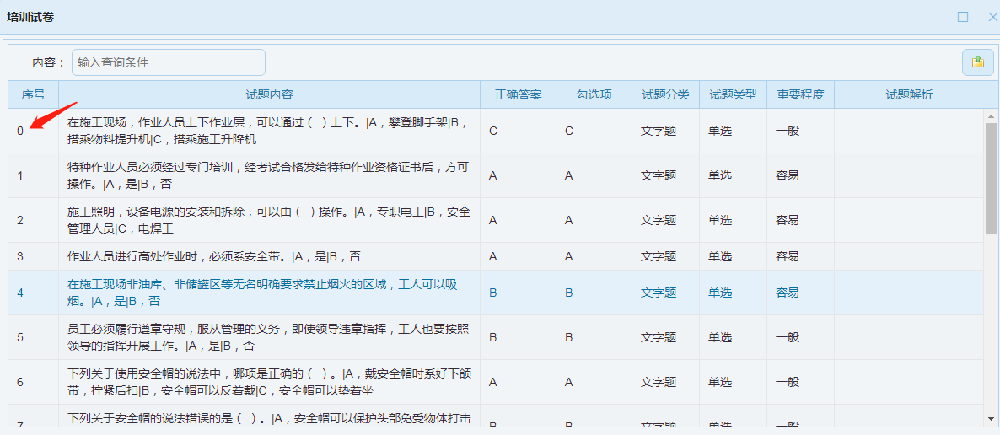 培训试卷
内容： 输入查询条件
序号 试题内容 正确答案 勾选项 试题分类 试题类型 重要程度 试题解析
0 在施工现场，作业人员上下作业层，可以通过（ ）上下。|A，攀登脚手架|B， C C 文字题 单选 一般
搭乘物料提升机|C，搭乘施工升降机
1 特种作业人员必须经过专门培训，经考试合格发给特种作业资格证书后，方可 A A 文字题 单选 容易
操作。|A，是|B，否
2 施工照明，设备电源的安装和拆除，可以由（ ）操作。|A，专职电工|B，安全 A A 文字题 单选 容易
管理人员|C，电焊工
3 作业人员进行高处作业时，必须系安全带。|A，是|B，否 A A 文字题 单选 容易
4 在施工现场非油库、非储罐区等无名明确要求禁止烟火的区域，工人可以吸 B B 文字题 单选 容易
烟。|A，是|B，否
5 员工必须履行遵章守规，服从管理的义务，即使领导违章指挥，工人也要按照 B B 文字题 单选 一般
领导的指挥开展工作。|A，是|B，否
6 下列关于使用安全帽的说法中，哪项是正确的（ ）。|A，戴安全帽时系好下颌 A A 文字题 单选 一般
带，拧紧后扣|B，安全帽可以反着戴|C，安全帽可以垫着坐
7 下列关于安全帽的说法错误的是（ ）。|A，安全帽可以保护头部免受物体打击 B B 文字题 单选 一般